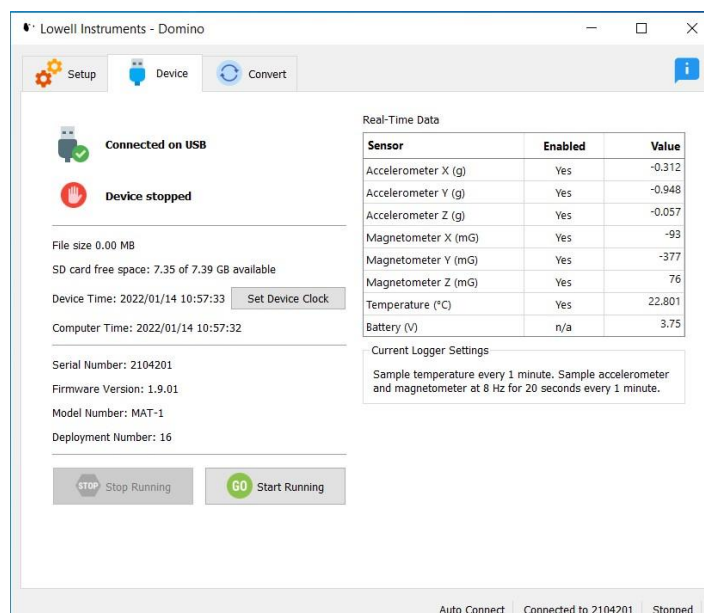 Lowell Instruments - Domino
Setup
Device
Convert
i
Connected on USB
Device stopped
File size 0.00 MB
SD card free space: 7.35 of 7.39 GB available
Device Time: 2022/01/14 10:57:33 Set Device Clock
Computer Time: 2022/01/14 10:57:32
Serial Number: 2104201
Firmware Version: 1.9.01
Model Number: MAT-1
Deployment Number: 16
STOP Stop Running
GO Start Running
Real-Time Data
Sensor Enabled Value
Accelerometer X (g) Yes -0.312
Accelerometer Y (g) Yes -0.948
Accelerometer Z (g) Yes -0.057
Magnetometer X (mG) Yes -93
Magnetometer Y (mG) Yes -377
Magnetometer Z (mG) Yes 76
Temperature (°C) Yes 22.801
Battery (V) n/a 3.75
Current Logger Settings
Sample temperature every 1 minute. Sample accelerometer
and magnetometer at 8 Hz for 20 seconds every 1 minute.
Auto Connect Connected to 2104201 Stopped